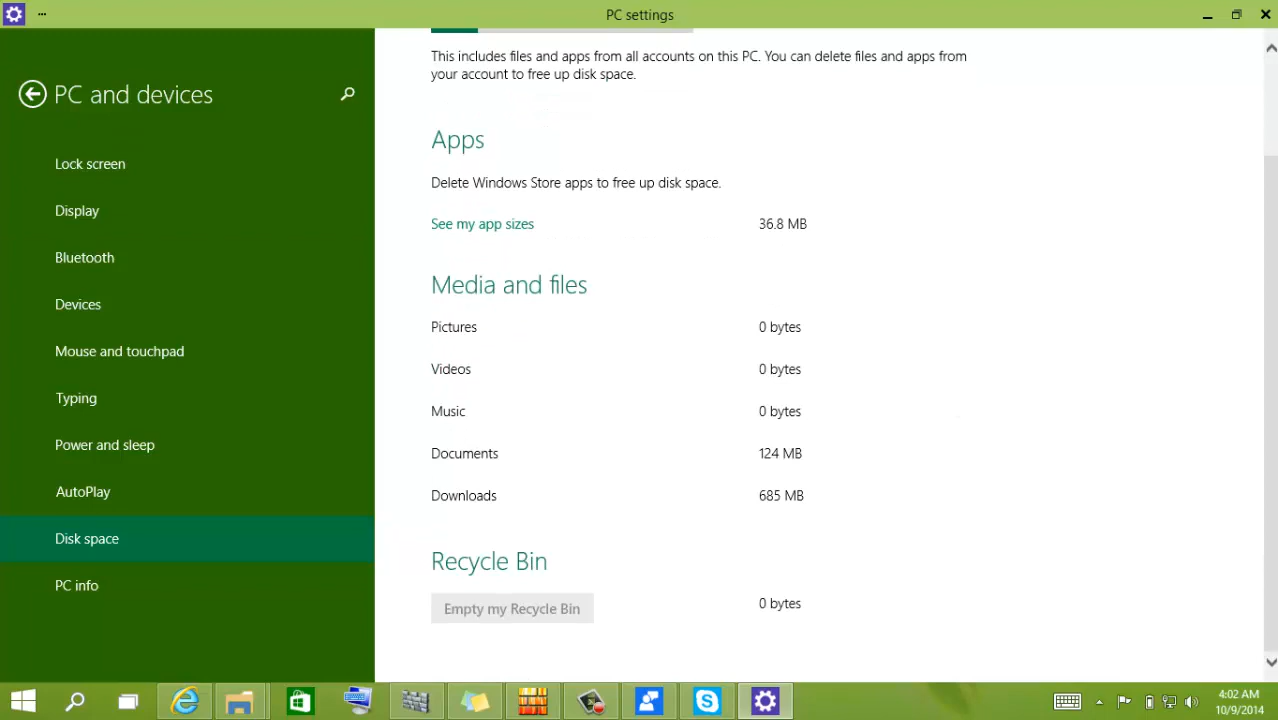 PC settings
PC and devices
Lock screen
Display
Bluetooth
Devices
Mouse and touchpad
Typing
Power and sleep
AutoPlay
Disk space
PC info
This includes files and apps from all accounts on this PC. You can delete files and apps from
your account to free up disk space.
Apps
Delete Windows Store apps to free up disk space.
See my app sizes 36.8 MB
Media and files
Pictures 0 bytes
Videos 0 bytes
Music 0 bytes
Documents 124 MB
Downloads 685 MB
Recycle Bin
Empty my Recycle Bin 0 bytes
4:02 AM
10/9/2014